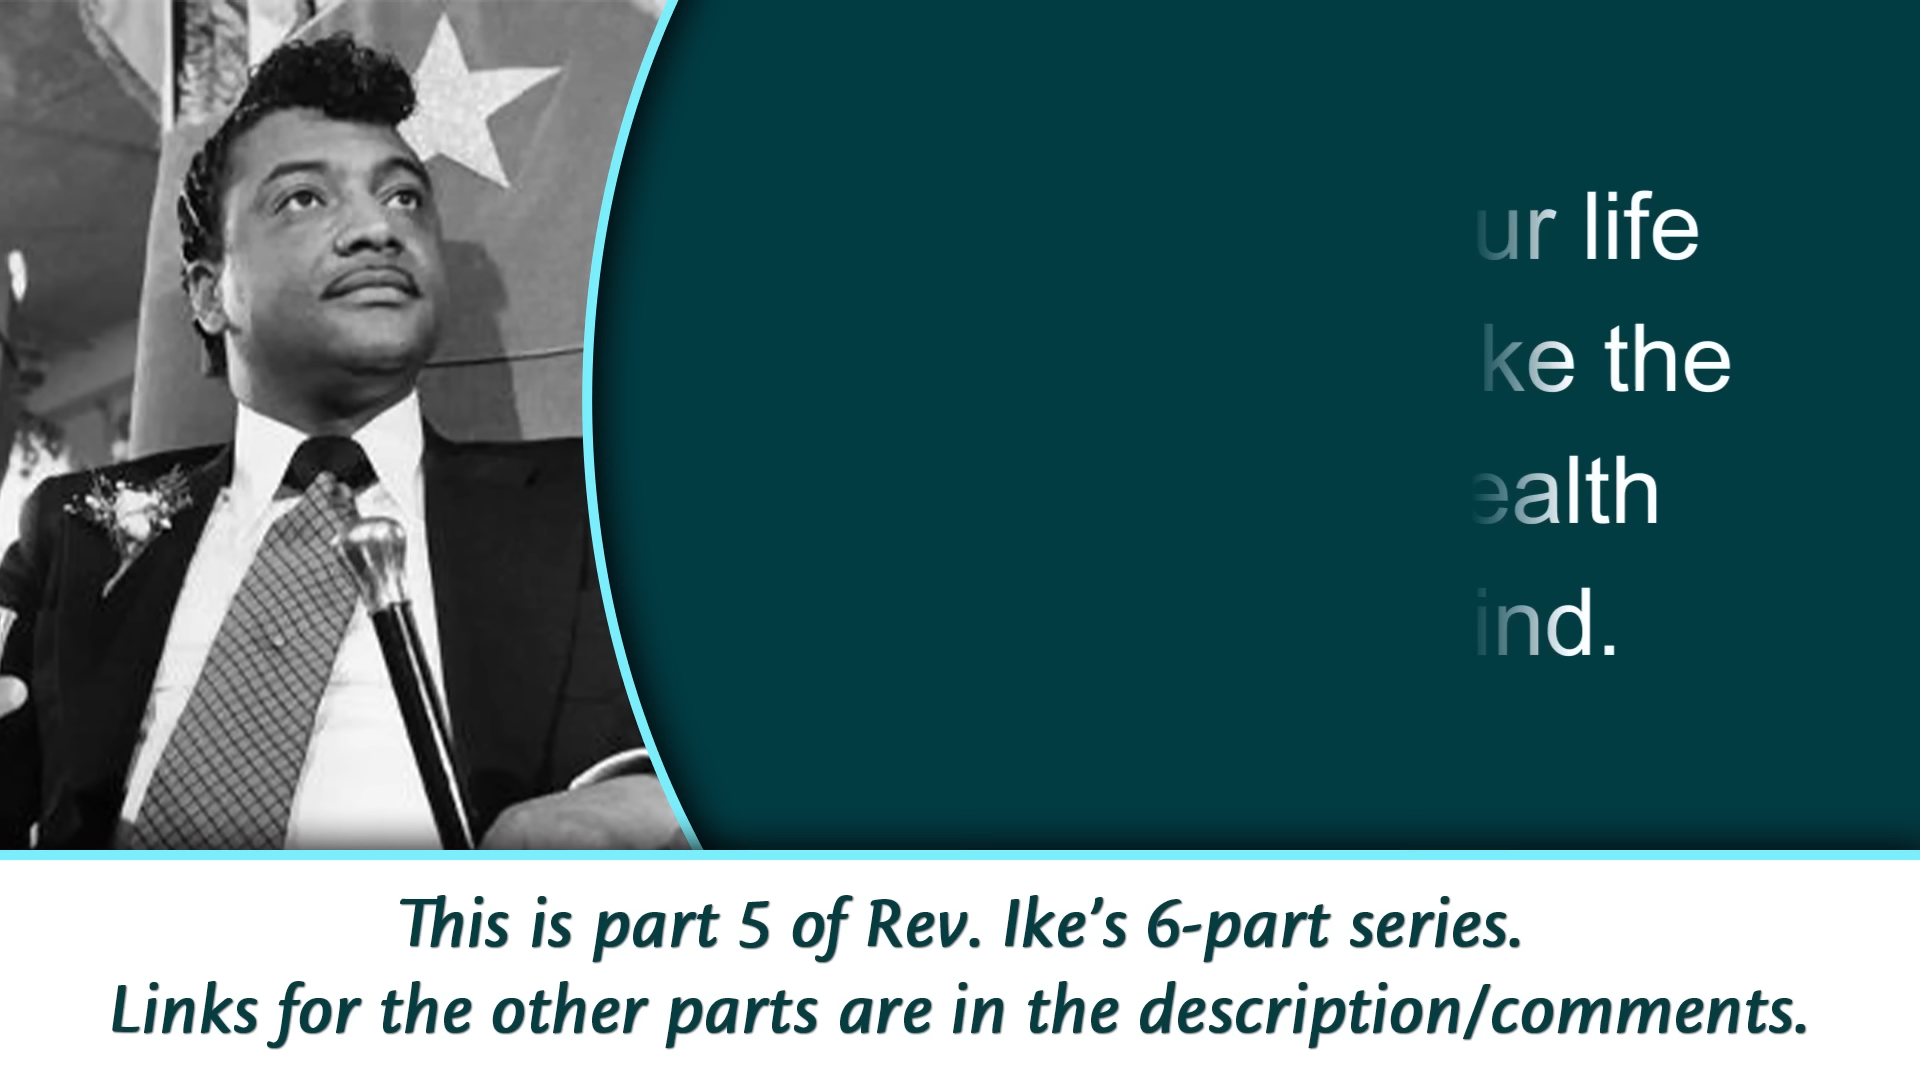 ur life
ke the
ealth
ind.
This is part 5 of Rev. Ike’s 6-part series.
Links for the other parts are in the description/comments.